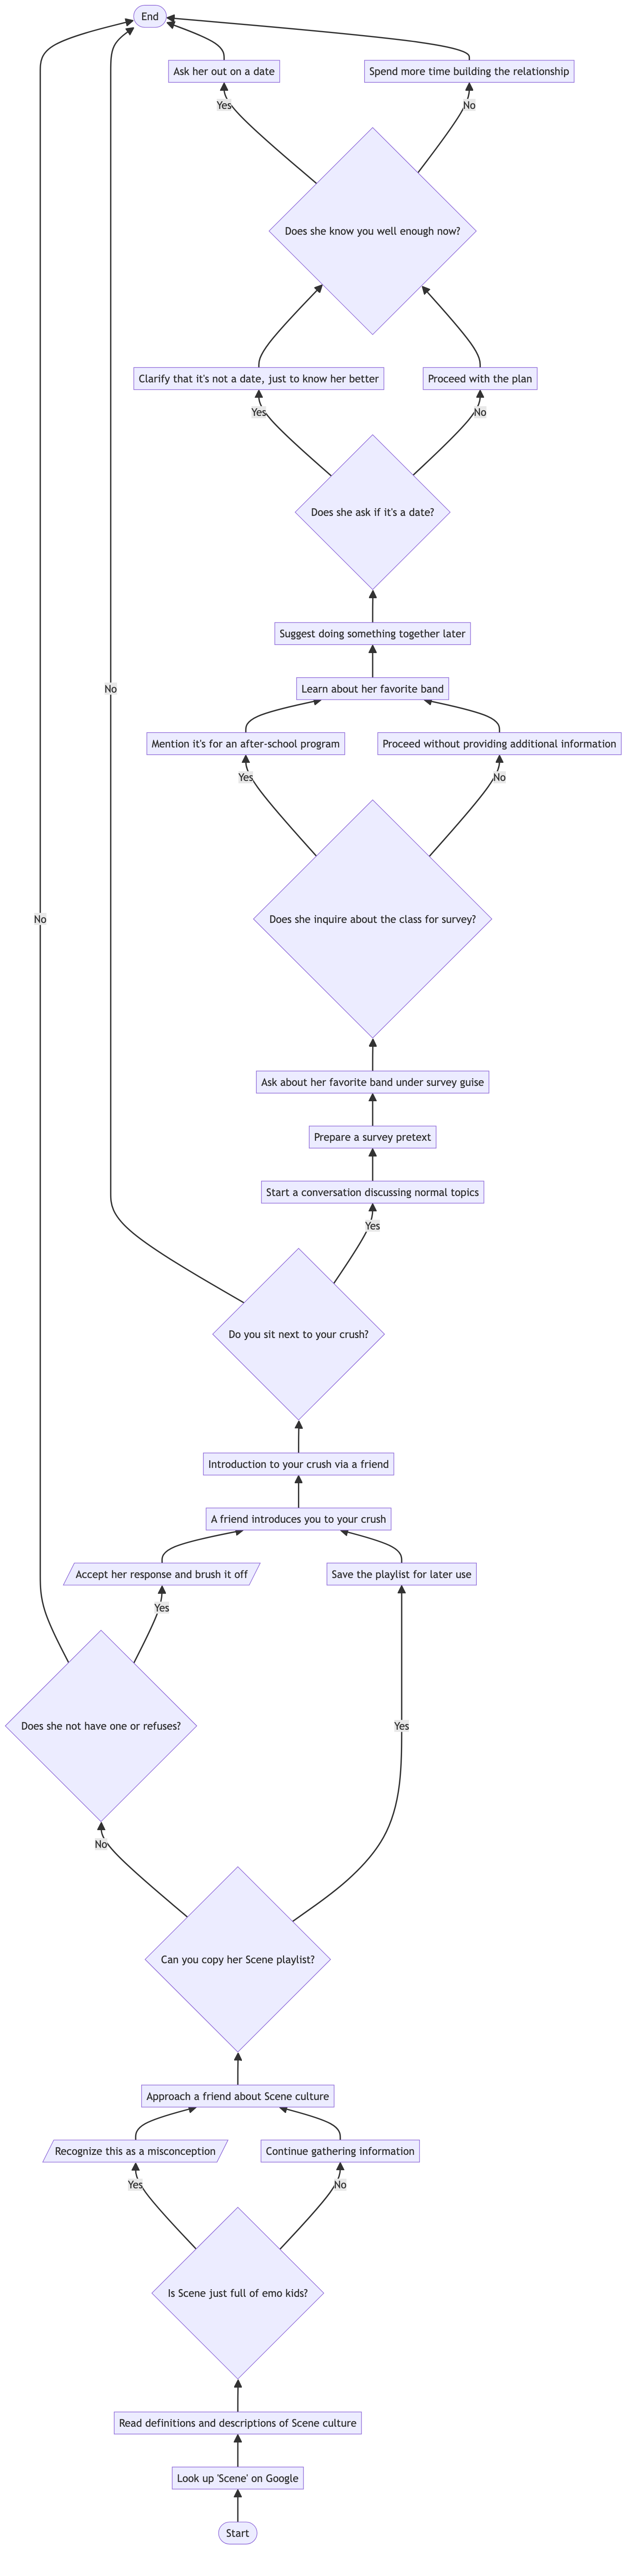 End
Ask her out on a date
Spend more time building the relationship
Yes
No
Does she know you well enough now?
Clarify that it's not a date, just to know her better
Proceed with the plan
Yes
No
Does she ask if it's a date?
Suggest doing something together later
Learn about her favorite band
No
Mention it's for an after-school program
Proceed without providing additional information
Yes
No
No
Does she inquire about the class for survey?
Ask about her favorite band under survey guise
Prepare a survey pretext
Start a conversation discussing normal topics
Yes
Do you sit next to your crush?
Introduction to your crush via a friend
A friend introduces you to your crush
Accept her response and brush it off
Save the playlist for later use
Yes
Does she not have one or refuses?
Yes
No
Can you copy her Scene playlist?
Approach a friend about Scene culture
Recognize this as a misconception
Continue gathering information
Yes
No
Is Scene just full of emo kids?
Read definitions and descriptions of Scene culture
Look up 'Scene' on Google
Start